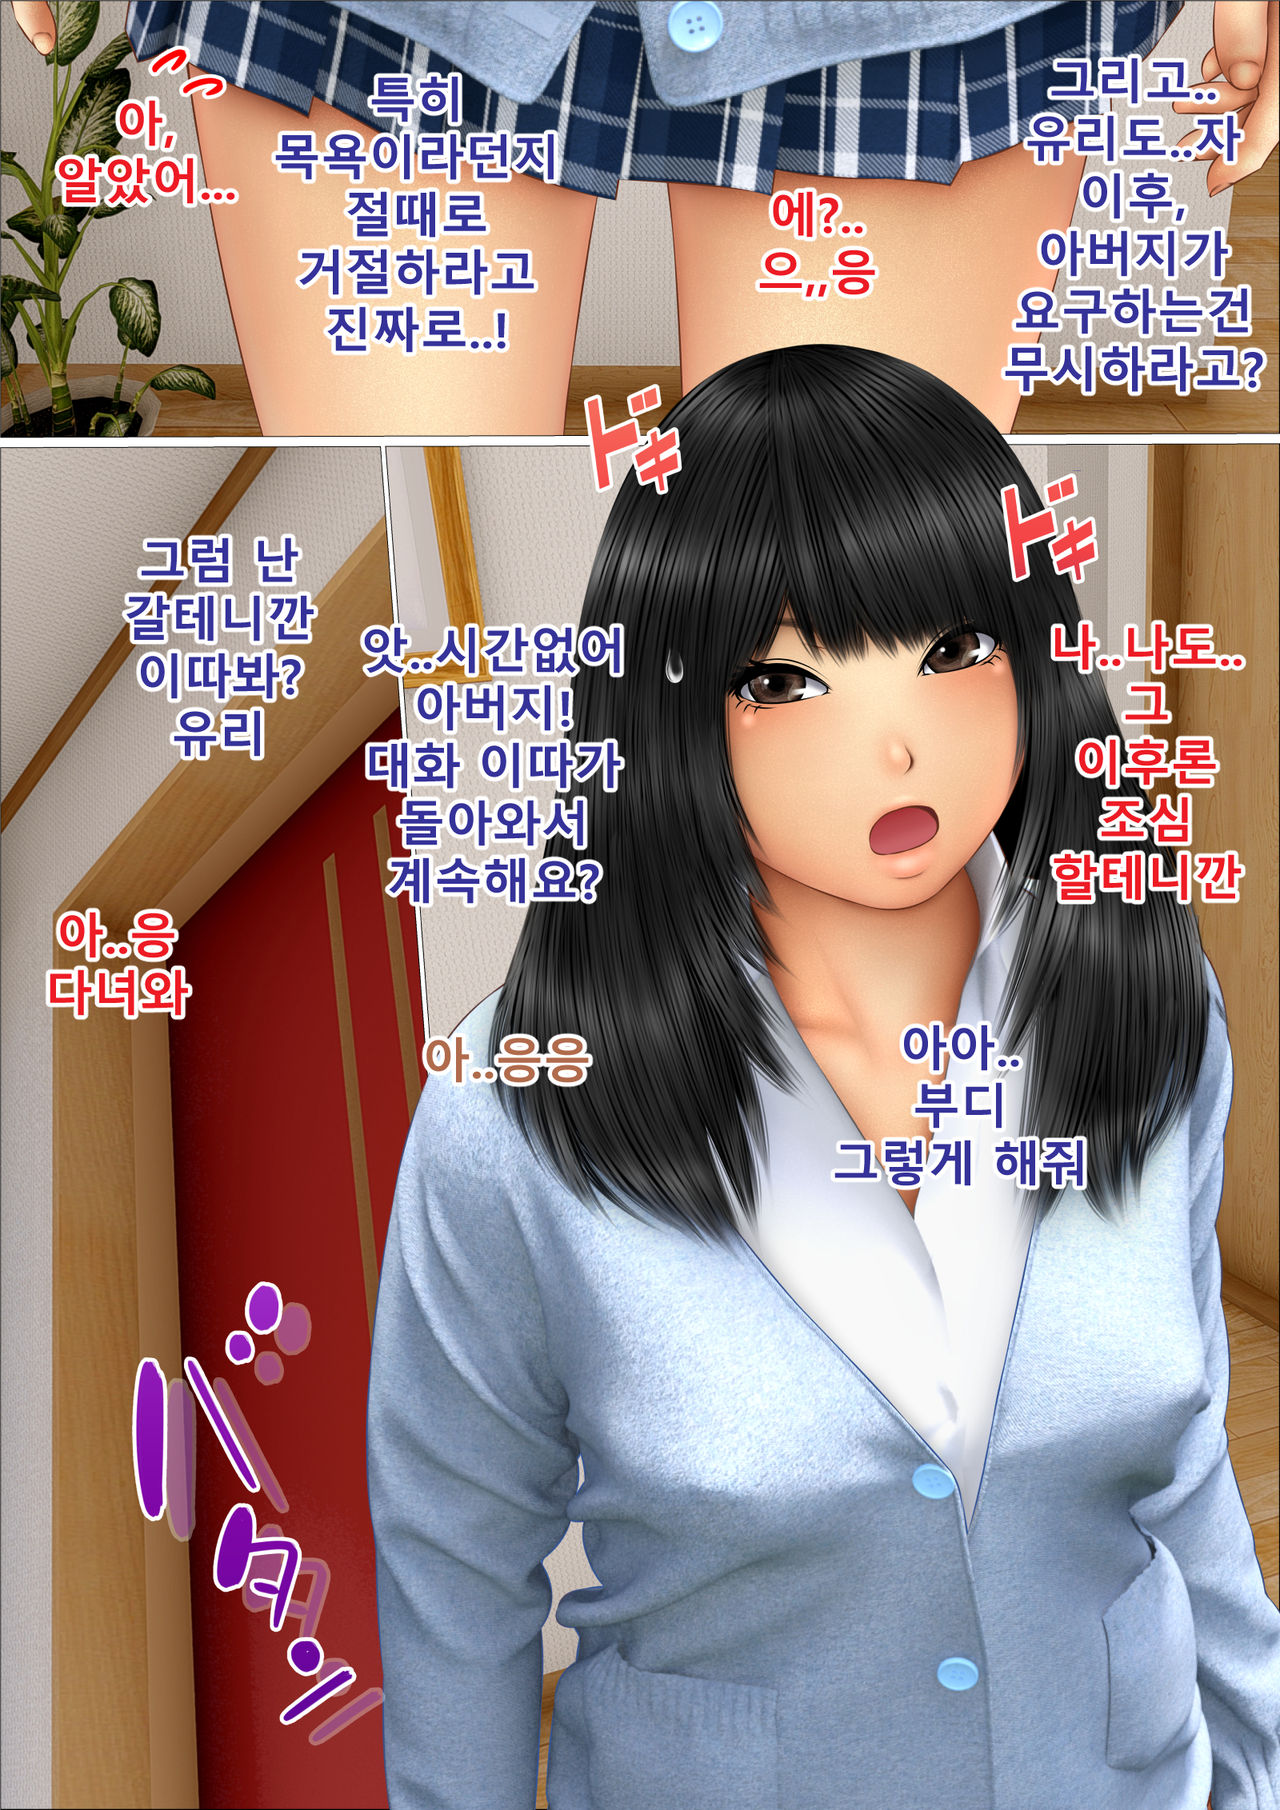 그리고..
유리도..자
이후,
아버지가
요구하는건
무시하라고?
에?..
으,,응
특히
목욕이라던지
절때로
거절하라고
진짜로..!
아,
알았어...
ドキ
ドキ
나..나도..
그
이후론
조심
할테니깐
아아..
부디
그렇게 해줘
앗..시간없어
아버지!
대화 이따가
돌아와서
계속해요?
아..응응
그럼 난
갈테니깐
이따봐?
유리
아..응
다녀와
バタン